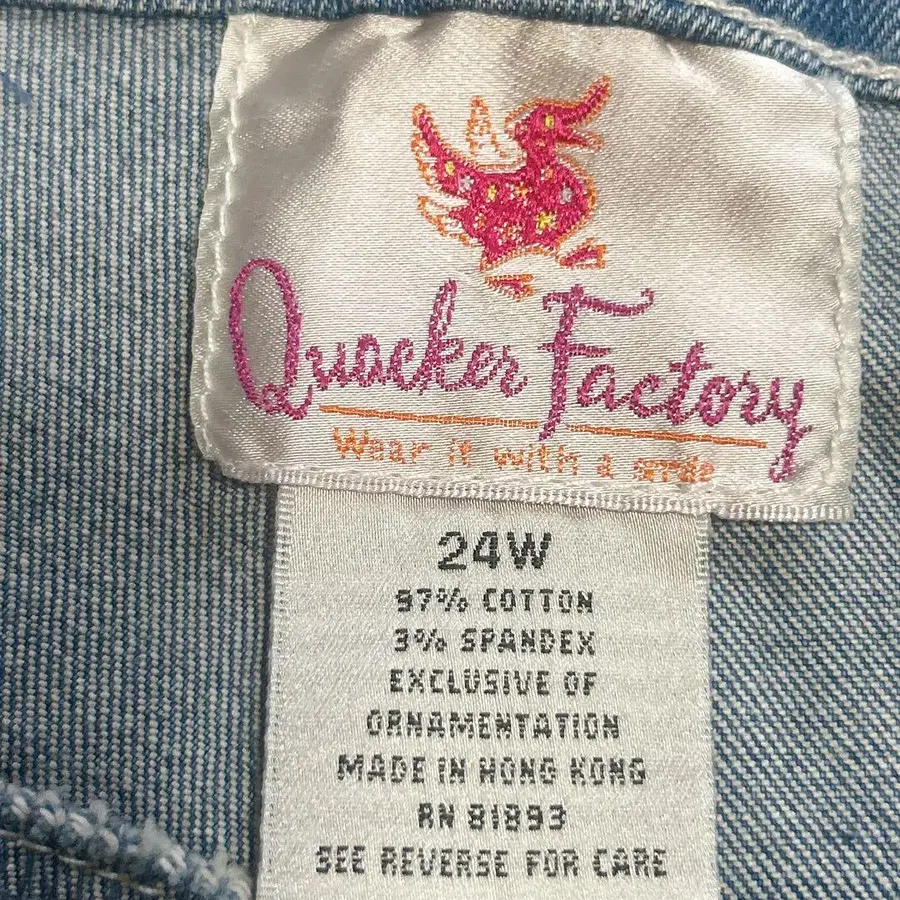 Quacker Factory
Wear it with a smile
24W
97% COTTON
3% SPANDEX
EXCLUSIVE OF
ORNAMENTATION
MADE IN HONG KONG
RN 81893
SEE REVERSE FOR CARE